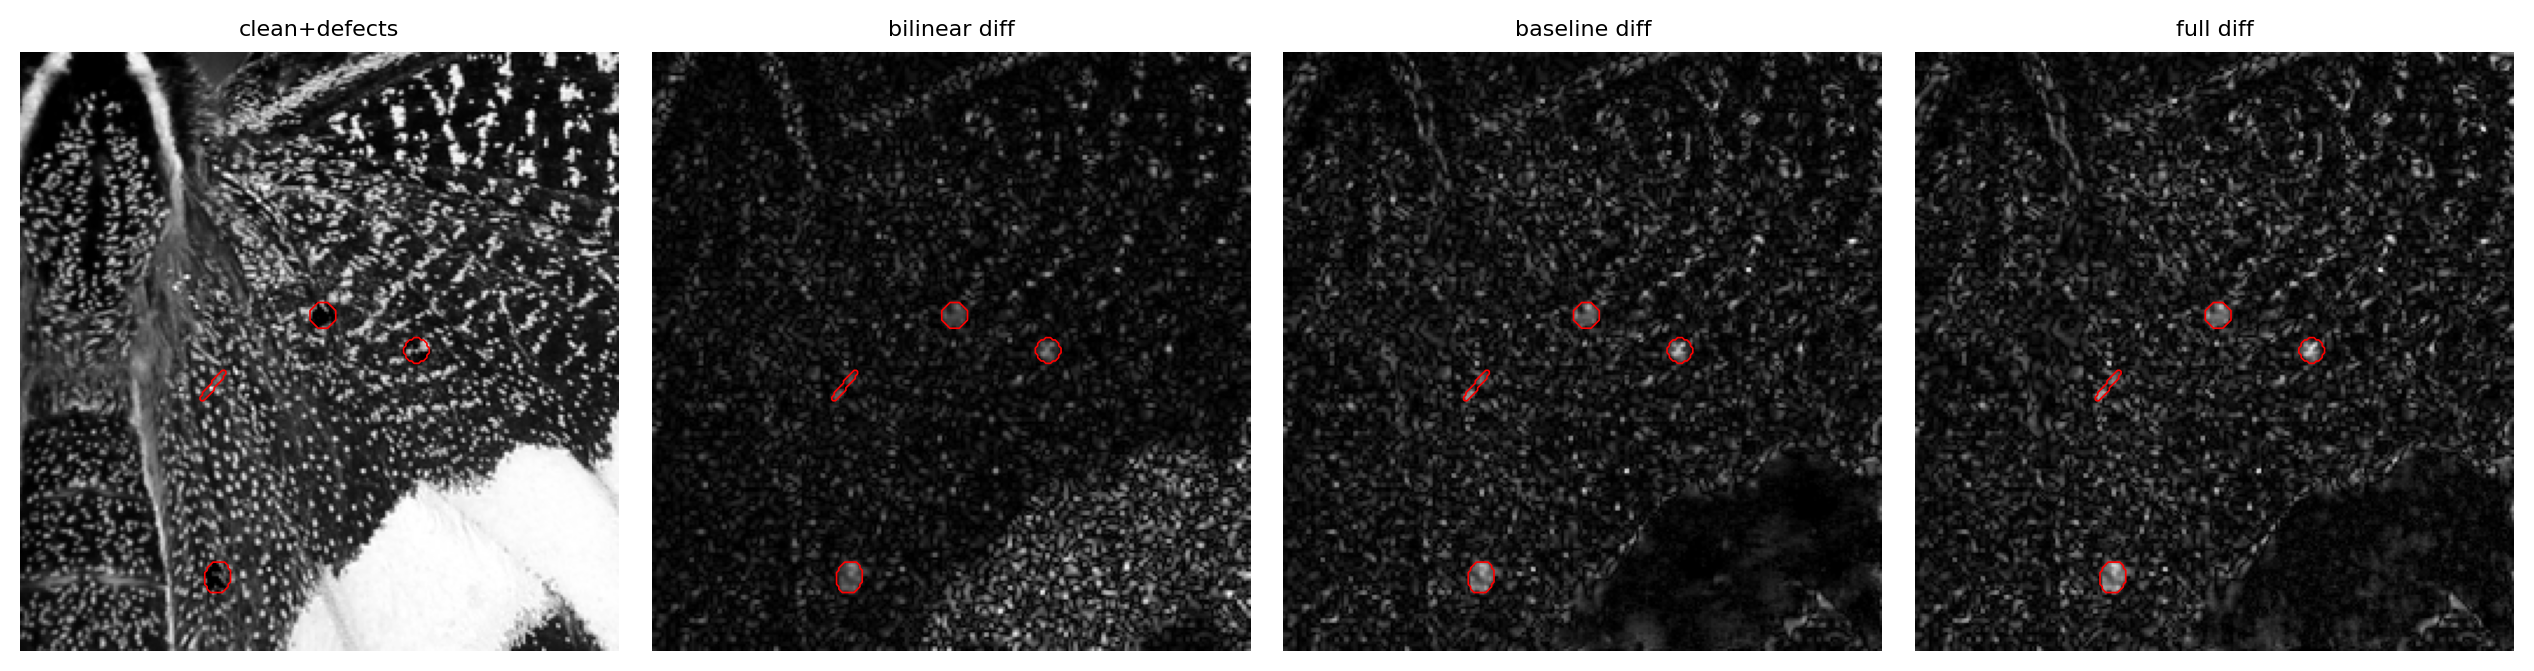 clean+defects
bilinear diff
baseline diff
full diff